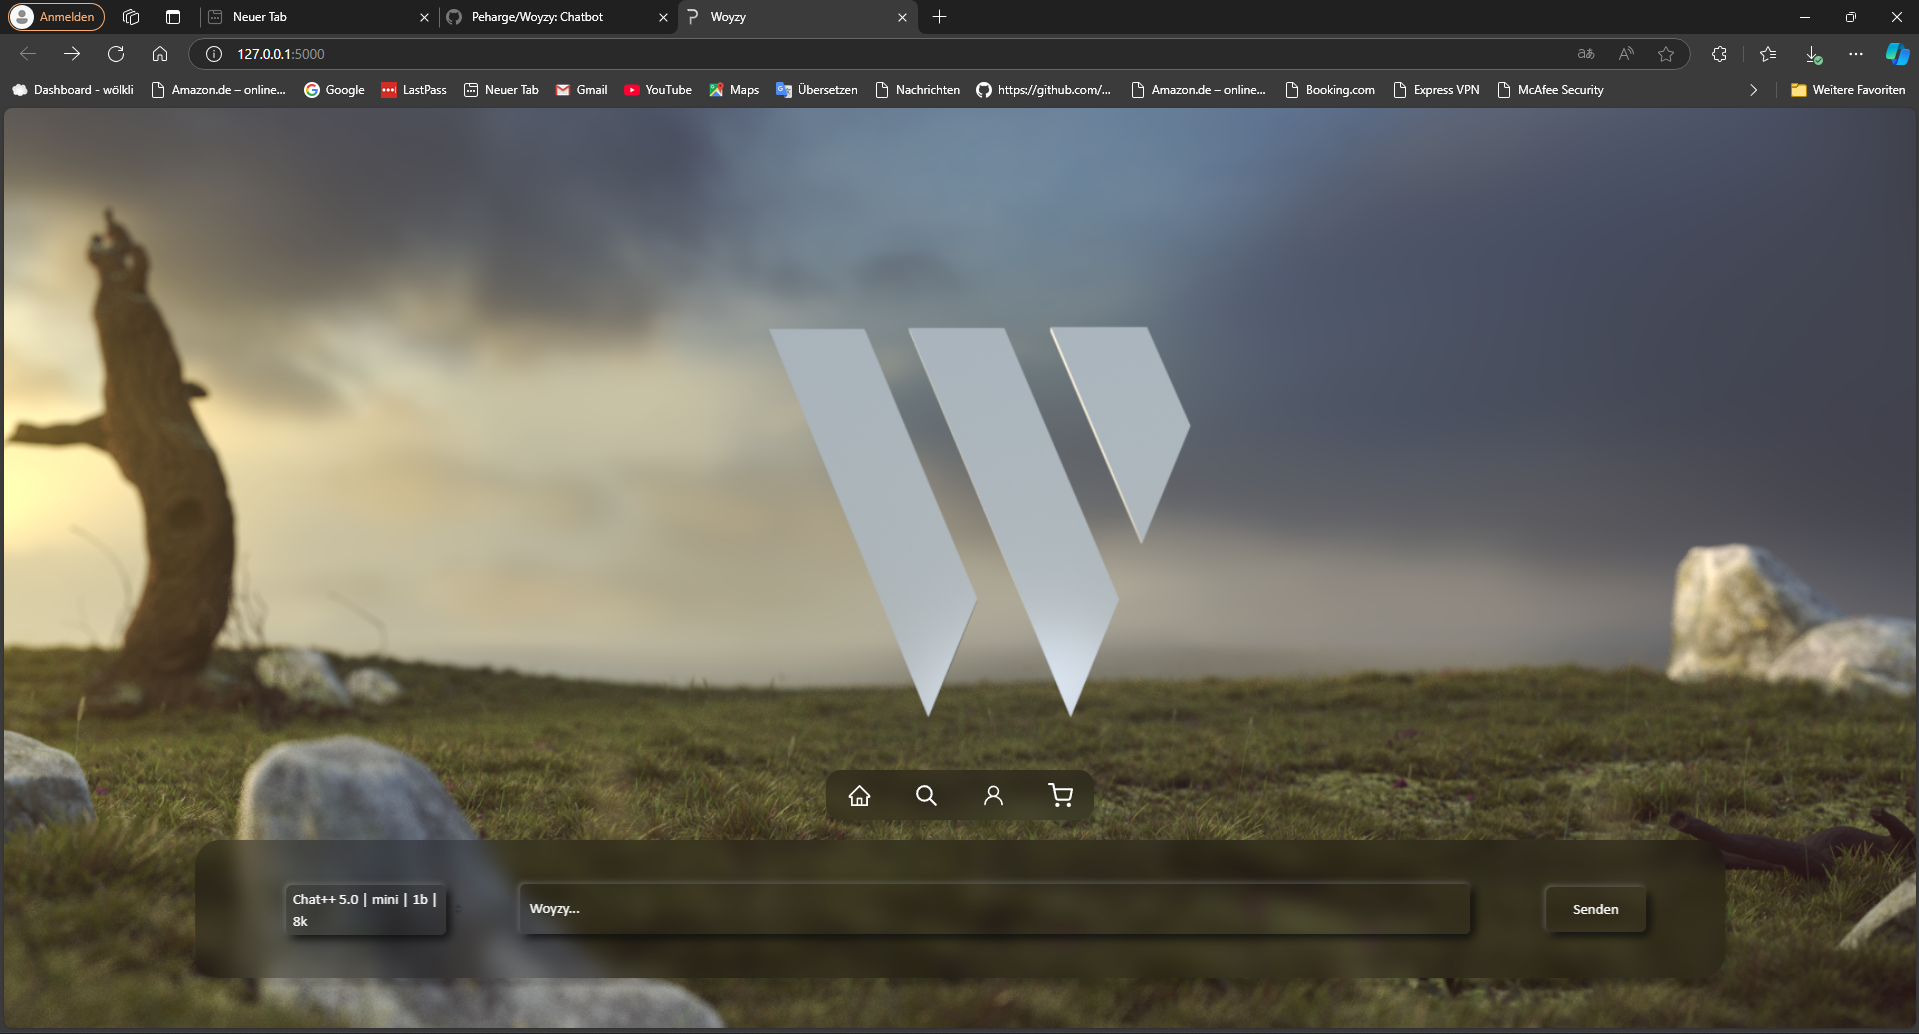 Anmelden
Neuer Tab
Peharge/Woyzy: Chatbot
Woyzy
127.0.0.1:5000
Dashboard - wölkli
Amazon.de – online...
Google
LastPass
Neuer Tab
Gmail
YouTube
Maps
Übersetzen
Nachrichten
https://github.com/...
Amazon.de – online...
Booking.com
Express VPN
McAfee Security
Weitere Favoriten
Chat++ 5.0 | mini | 1b |
8k
Woyzy...
Senden